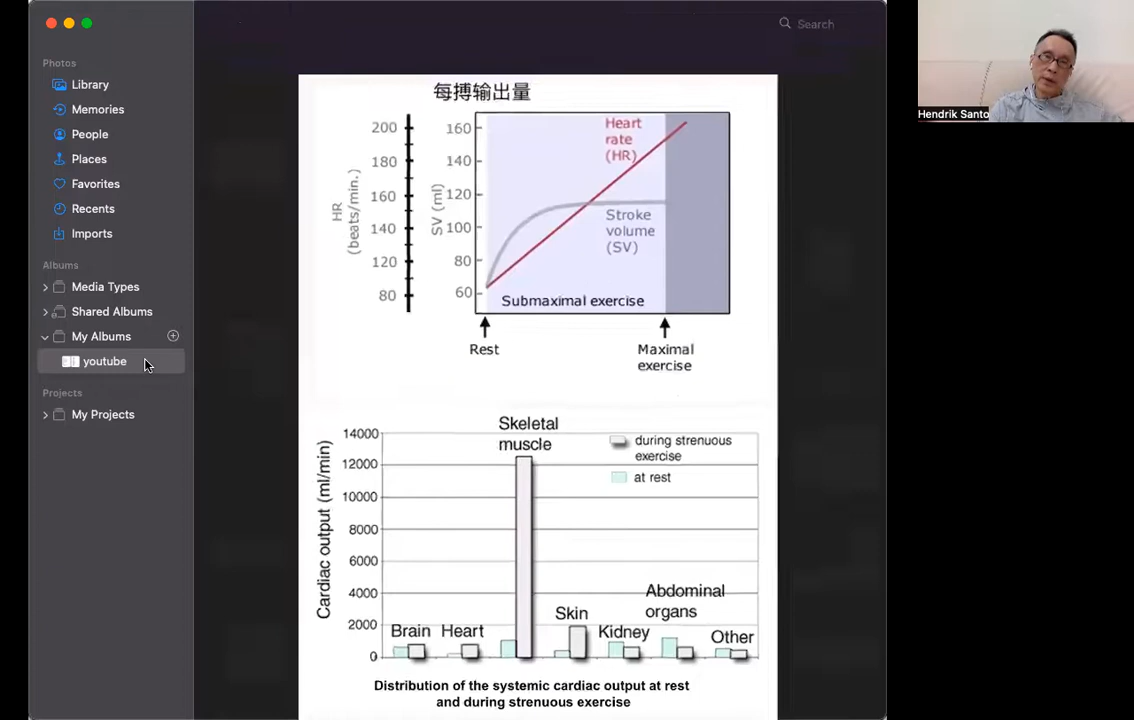 Search
Photos
Library
Memories
People
Places
Favorites
Recents
Imports
Albums
Media Types
Shared Albums
My Albums
youtube
Projects
My Projects
每搏输出量
HR
(beats/min.)
200
180
160
140
120
80
SV (ml)
160
140
120
100
80
60
Heart
rate
(HR)
Stroke
volume
(SV)
Submaximal exercise
Rest
Maximal
exercise
Cardiac output (ml/min)
14000
12000
10000
8000
6000
4000
2000
0
Skeletal
muscle
during strenuous
exercise
at rest
Brain
Heart
Skin
Kidney
Abdominal
organs
Other
Distribution of the systemic cardiac output at rest
and during strenuous exercise
Hendrik Santo